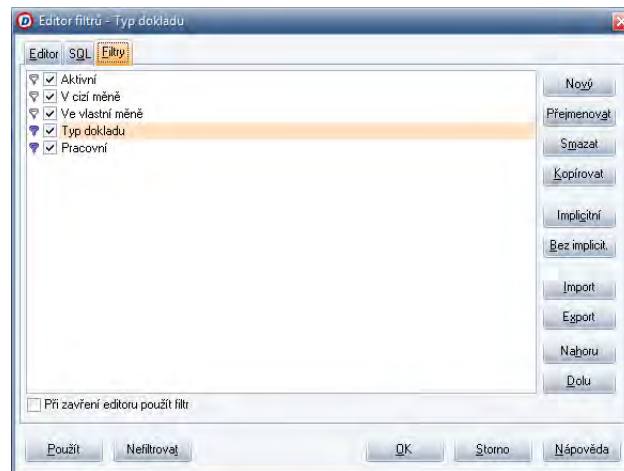 Editor filtrů - Typ dokladu
Editor SQL Filtry
Aktivní
V cizí měně
Ve vlastní měně
Typ dokladu
Pracovní
Nový
Přejmenovat
Smazat
Kopírovat
Implicitní
Bez implicit.
Import
Export
Nahoru
Dolu
Při zavření editoru použít filtr
Použít Nefiltrovat OK Storno Nápověda